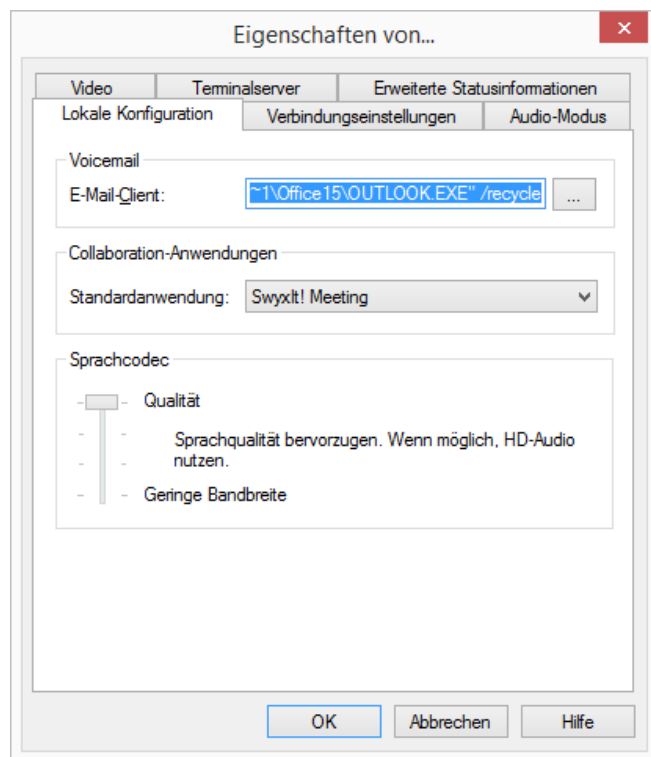 Eigenschaften von...
Video Terminalserver Erweiterte Statusinformationen
Lokale Konfiguration Verbindungseinstellungen Audio-Modus
Voicemail
E-Mail-Client: ~1\Office15\OUTLOOK.EXE" /recycle ...
Collaboration-Anwendungen
Standardanwendung: SwyxIt! Meeting
Sprachcodec
Qualität
Sprachqualität bevorzugen. Wenn möglich, HD-Audio
nutzen.
Geringe Bandbreite
OK Abbrechen Hilfe